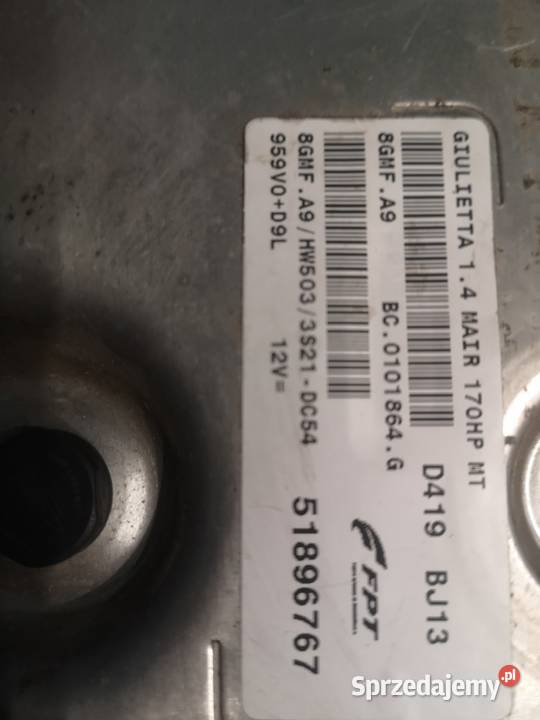 GIULIETTA 1.4 MAIR 170HP MT
D419 BJ13
8GMF.A9 BC.0101864.G
FPT
8GMF.A9/HW503/3S21-DC54
51896767
959V0+D9L 12V=
Sprzedajemy.pl